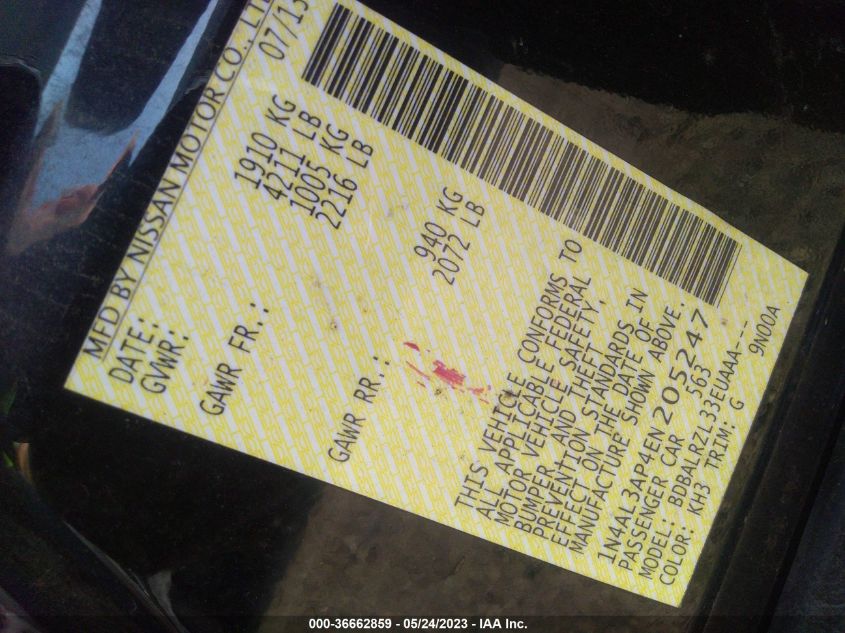 MFD BY NISSAN MOTOR CO., LT
DATE: 07/13
GVWR: 1910 KG
4211 LB
GAWR FR.: 1005 KG
2216 LB
GAWR RR.: 940 KG
2072 LB
THIS VEHICLE CONFORMS TO
ALL APPLICABLE FEDERAL
MOTOR VEHICLE SAFETY,
BUMPER, AND THEFT
PREVENTION STANDARDS IN
EFFECT ON THE DATE OF
MANUFACTURE SHOWN ABOVE.
1N4AL3AP4EN205247
PASSENGER CAR 563
MODEL: BDBALRZL33EUAAA---
COLOR: KH3 TRIM: G 9N00A
000-36662859 - 05/24/2023 - IAA Inc.